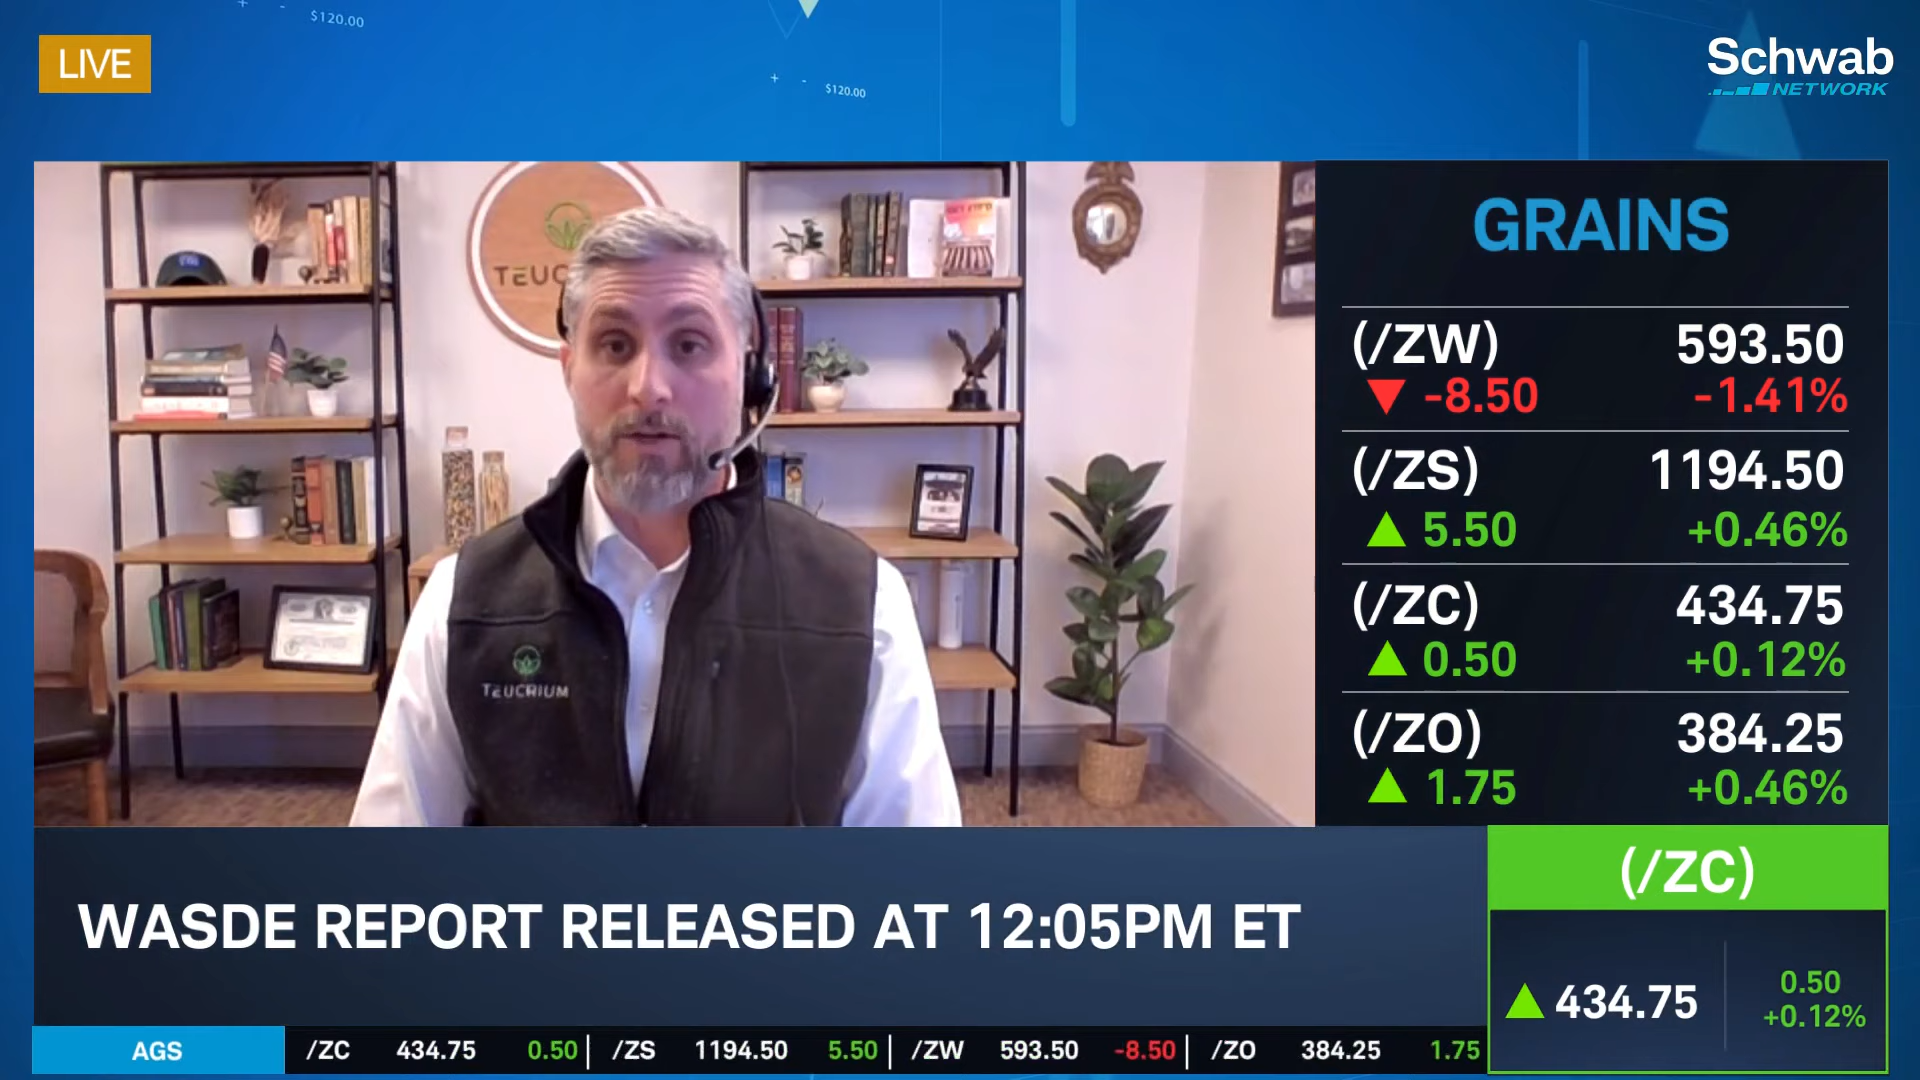 $120.00
LIVE
+ - $120.00
Schwab
NETWORK
TEUC
TEUCRIUM
GRAINS
(/ZW) 593.50
▼ -8.50 -1.41%
(/ZS) 1194.50
▲ 5.50 +0.46%
(/ZC) 434.75
▲ 0.50 +0.12%
(/ZO) 384.25
▲ 1.75 +0.46%
WASDE REPORT RELEASED AT 12:05PM ET
(/ZC)
▲ 434.75
0.50
+0.12%
AGS /ZC 434.75 0.50 | /ZS 1194.50 5.50 | /ZW 593.50 -8.50 | /ZO 384.25 1.75